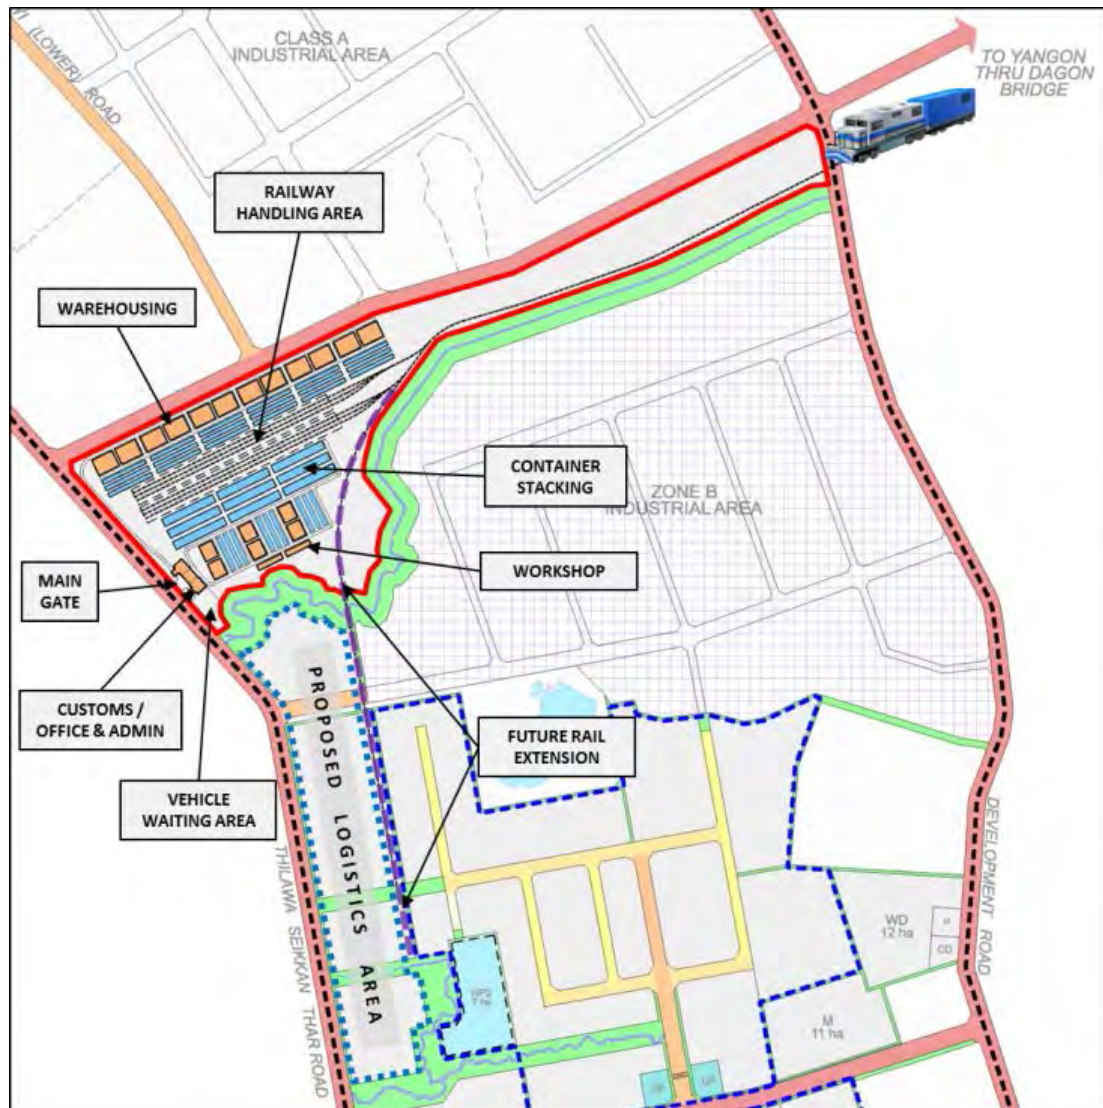 YI (LOWER) ROAD
CLASS A
INDUSTRIAL AREA
TO YANGON
THRU DAGON
BRIDGE
RAILWAY
HANDLING AREA
WAREHOUSING
CONTAINER
STACKING
ZONE B
INDUSTRIAL AREA
MAIN
GATE
WORKSHOP
CUSTOMS /
OFFICE & ADMIN
FUTURE RAIL
EXTENSION
VEHICLE
WAITING AREA
PROPOSED LOGISTICS AREA
THILAWA SEIKKAN THAR ROAD
DEVELOPMENT ROAD
WD
12 ha
CD
M
11 ha